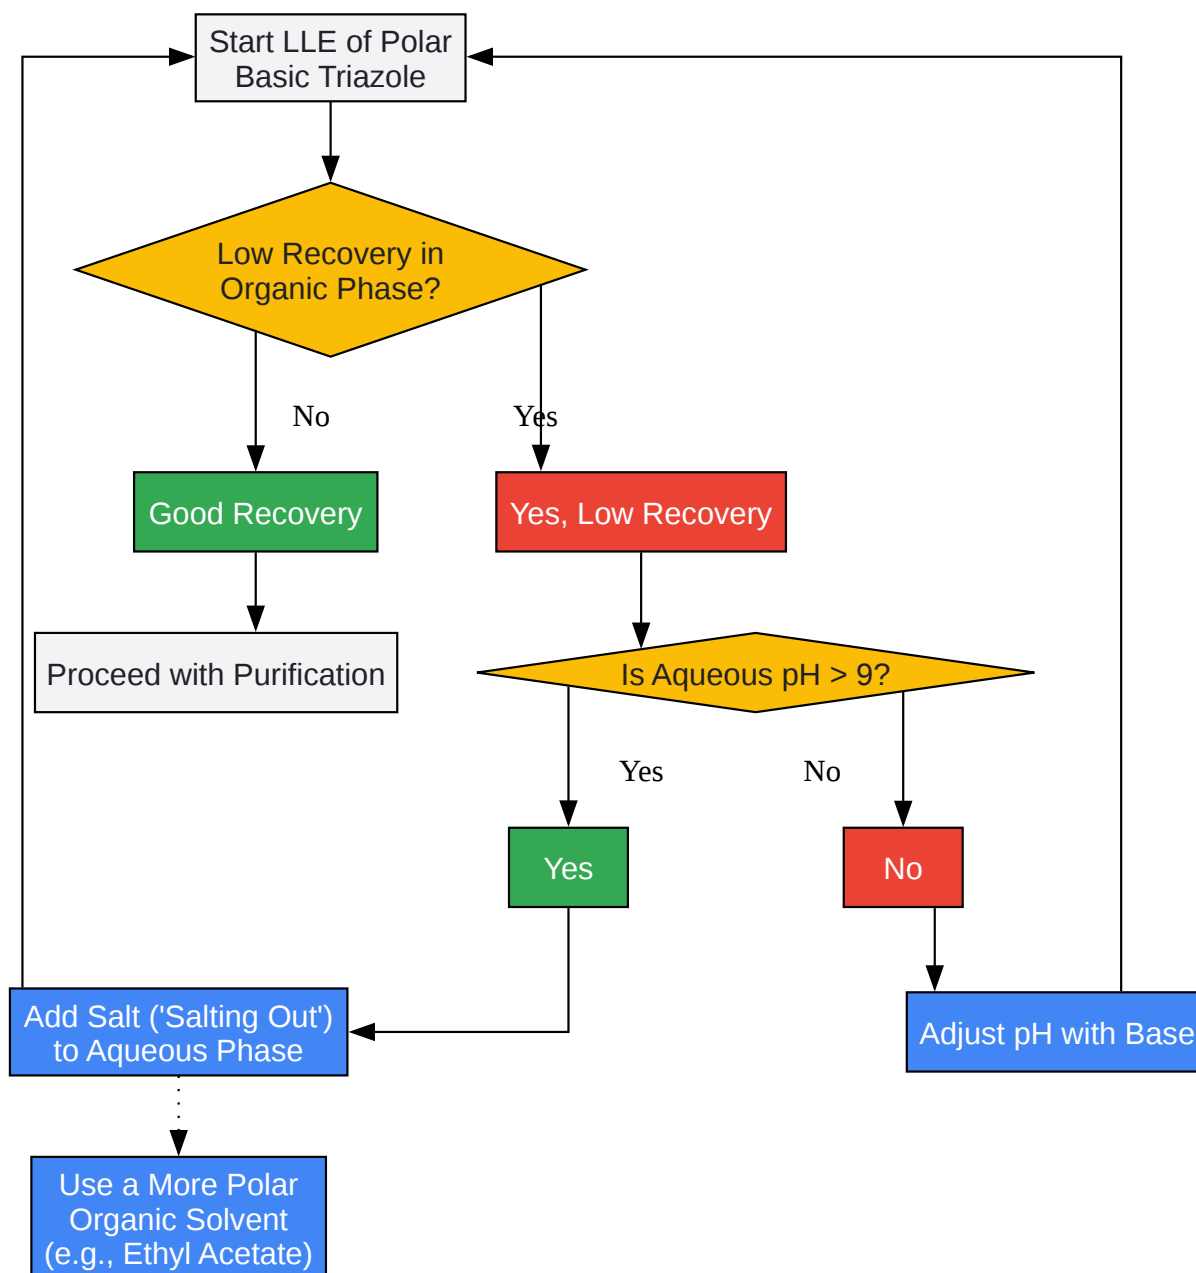 Start LLE of Polar
Basic Triazole
Low Recovery in
Organic Phase?
No
Yes
Good Recovery
Yes, Low Recovery
Proceed with Purification
Is Aqueous pH > 9?
Yes
No
Yes
No
Add Salt ('Salting Out')
to Aqueous Phase
Adjust pH with Base
Use a More Polar
Organic Solvent
(e.g., Ethyl Acetate)